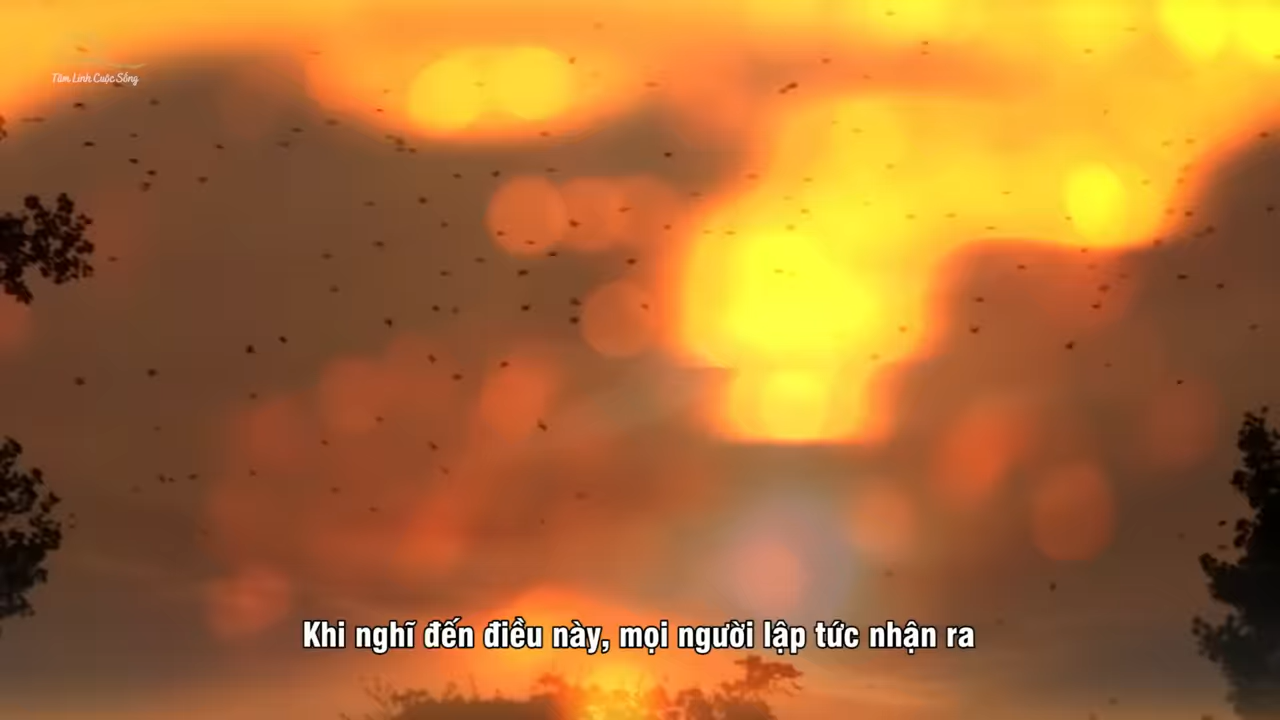 Tâm Linh Cuộc Sống
Khi nghĩ đến điều này, mọi người lập tức nhận ra